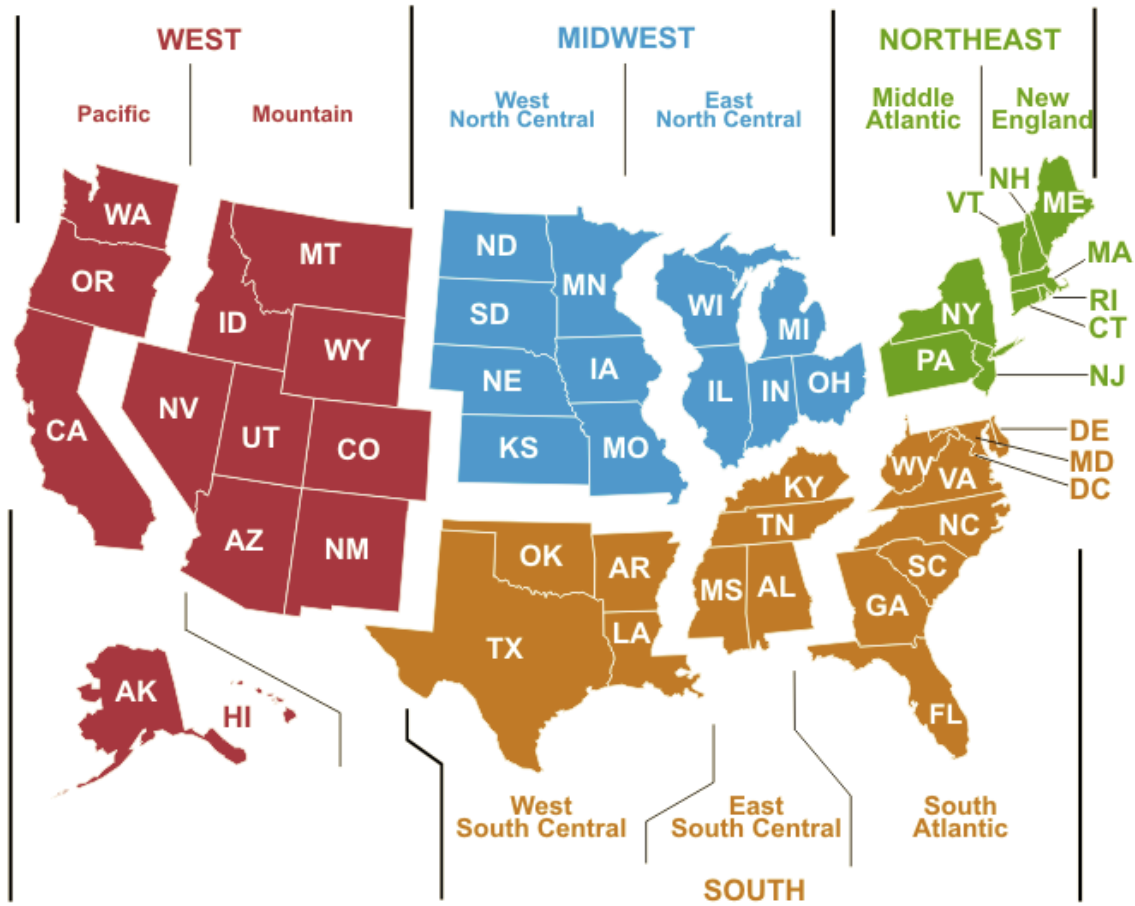 WEST
MIDWEST
NORTHEAST
Pacific
Mountain
West
North Central
East
North Central
Middle
Atlantic
New
England
WA
OR
CA
MT
ID
WY
NV
UT
CO
AZ
NM
AK
HI
ND
SD
NE
KS
MN
IA
MO
WI
MI
IL
IN
OH
NH
VT
ME
MA
RI
CT
NY
PA
NJ
DE
MD
DC
WV
VA
KY
TN
NC
SC
GA
FL
MS
AL
OK
AR
TX
LA
West
South Central
East
South Central
South
Atlantic
SOUTH